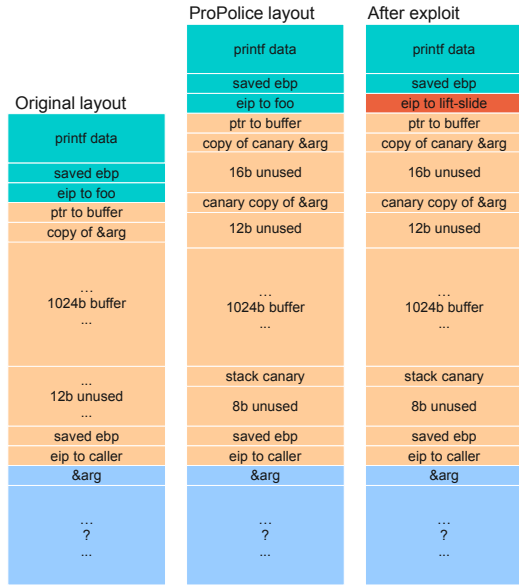 Original layout
printf data
saved ebp
eip to foo
ptr to buffer
copy of &arg
...
1024b buffer
...
...
12b unused
...
saved ebp
eip to caller
&arg
...
?
...
ProPolice layout
printf data
saved ebp
eip to foo
ptr to buffer
copy of canary &arg
16b unused
canary copy of &arg
12b unused
...
1024b buffer
...
stack canary
8b unused
saved ebp
eip to caller
&arg
...
?
...
After exploit
printf data
saved ebp
eip to lift-slide
ptr to buffer
copy of canary &arg
16b unused
canary copy of &arg
12b unused
...
1024b buffer
...
stack canary
8b unused
saved ebp
eip to caller
&arg
...
?
...